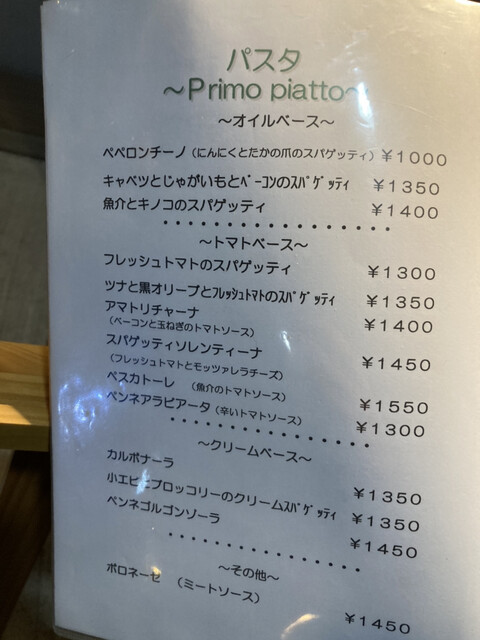 パスタ
～Primo piatto～
～オイルベース～
ペペロンチーノ（にんにくとたかの爪のスパゲッティ）￥1000
キャベツとじゃがいもとﾍﾞｰｺﾝのｽﾊﾟｹﾞｯﾃｨ ￥1350
魚介とキノコのスパゲッティ ￥1400
・・・・・・・・・・・・・・・・・
～トマトベース～
フレッシュトマトのスパゲッティ ￥1300
ツナと黒オリーブとﾌﾚｯｼｭﾄﾏﾄのｽﾊﾟｹﾞｯﾃｨ ￥1350
アマトリチャーナ ￥1400
（ベーコンと玉ねぎのトマトソース）
スパゲッティソレンティーナ ￥1450
（フレッシュトマトとモッツァレラチーズ）
ペスカトーレ （魚介のトマトソース） ￥1550
ペンネアラビアータ（辛いトマトソース） ￥1300
・・・・・・・・・・・・・・・・
～クリームベース～
カルボナーラ ￥1350
小エビとブロッコリーのクリームｽﾊﾟｹﾞｯﾃｨ ￥1350
ペンネゴルゴンゾーラ ￥1450
・・・・・・・・・・・・・・・
～その他～
ボロネーゼ （ミートソース） ￥1450